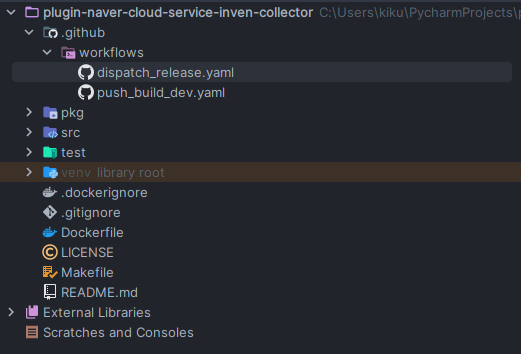 plugin-naver-cloud-service-inven-collector C:\Users\kiku\PycharmProjects\
.github
workflows
dispatch_release.yaml
push_build_dev.yaml
pkg
src
test
venv library root
.dockerignore
.gitignore
Dockerfile
LICENSE
Makefile
README.md
External Libraries
Scratches and Consoles